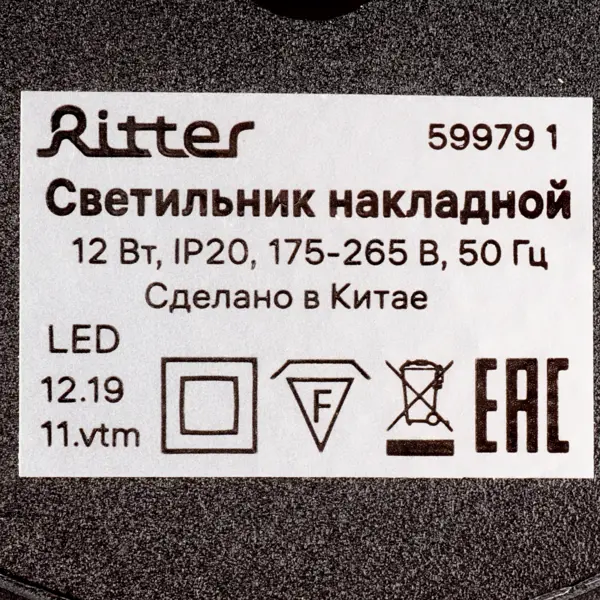 Ritter
59979 1
Светильник накладной
12 Вт, IP20, 175-265 В, 50 Гц
Сделано в Китае
LED
12.19
11.vtm
F
EAC